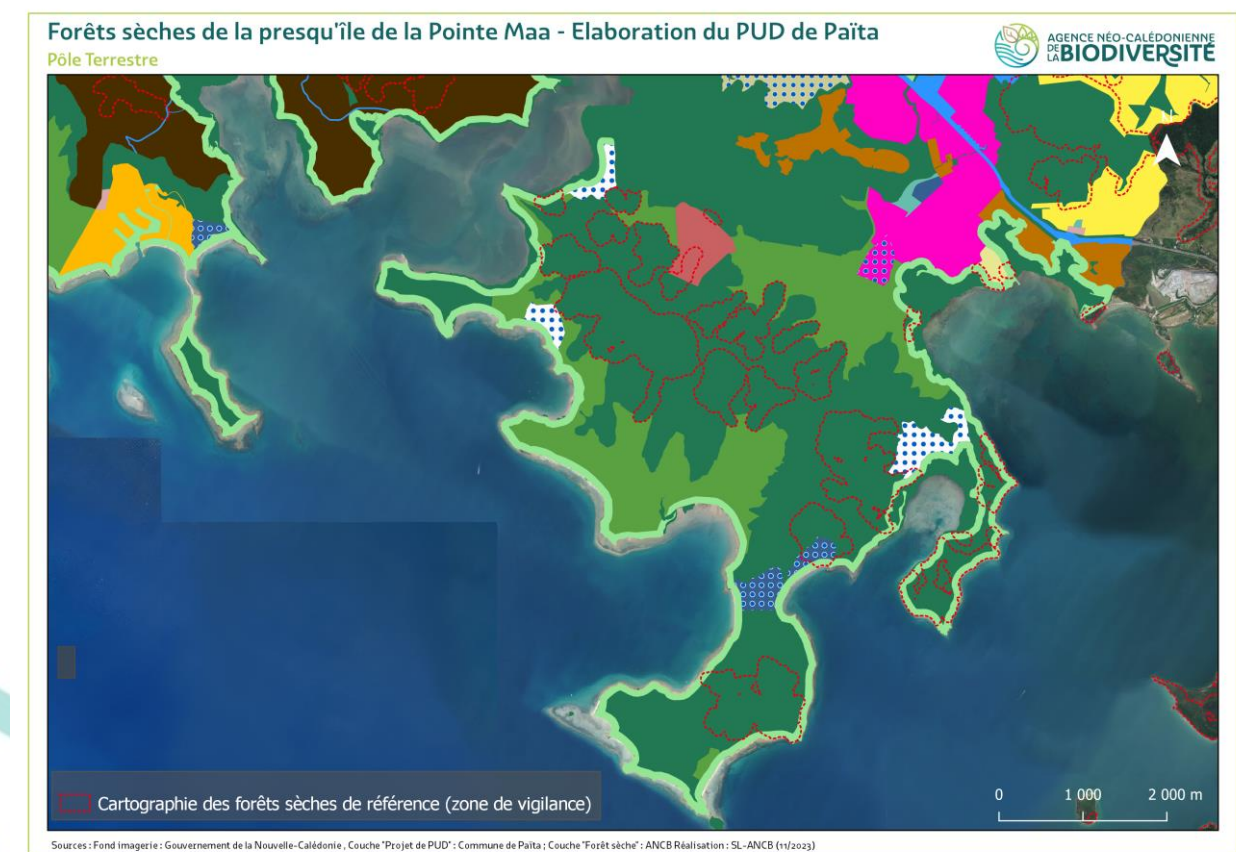 Forêts sèches de la presqu'île de la Pointe Maa - Elaboration du PUD de Païta
Pôle Terrestre
AGENCE NÉO-CALÉDONIENNE
DE LA BIODIVERSITÉ
N
Cartographie des forêts sèches de référence (zone de vigilance)
0 1 000 2 000 m
Sources : Fond imagerie : Gouvernement de la Nouvelle-Calédonie , Couche "Projet de PUD" : Commune de Païta ; Couche "Forêt sèche" : ANCB Réalisation : SL-ANCB (11/2023)